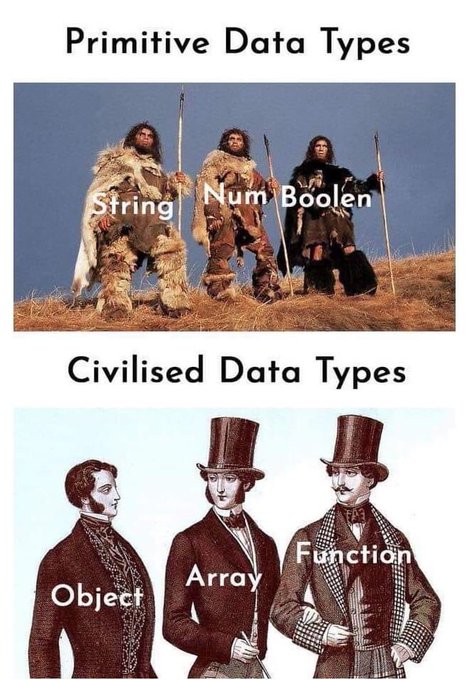 Primitive Data Types
String
Num
Boolen
Civilised Data Types
Object
Array
Function